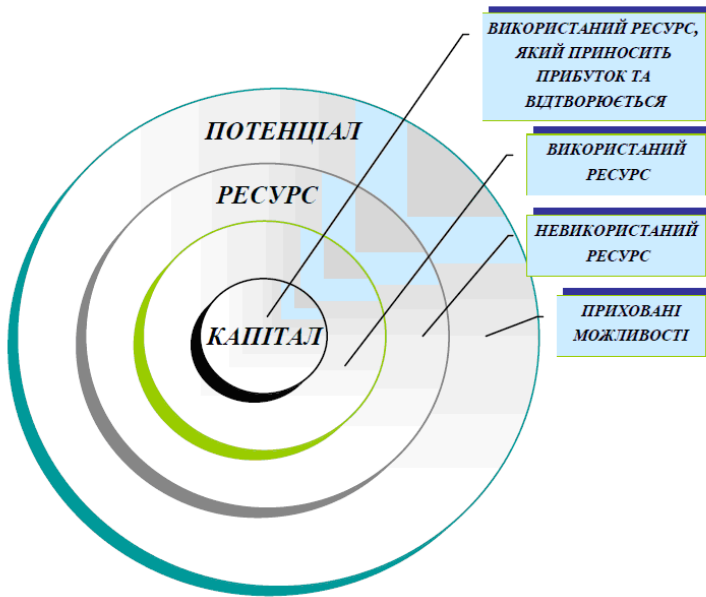 ВИКОРИСТАНИЙ РЕСУРС,
ЯКИЙ ПРИНОСИТЬ
ПРИБУТОК ТА
ВІДТВОРЮЄТЬСЯ
ПОТЕНЦІАЛ
ВИКОРИСТАНИЙ
РЕСУРС
РЕСУРС
НЕВИКОРИСТАНИЙ
РЕСУРС
ПРИХОВАНІ
МОЖЛИВОСТІ
КАПІТАЛ